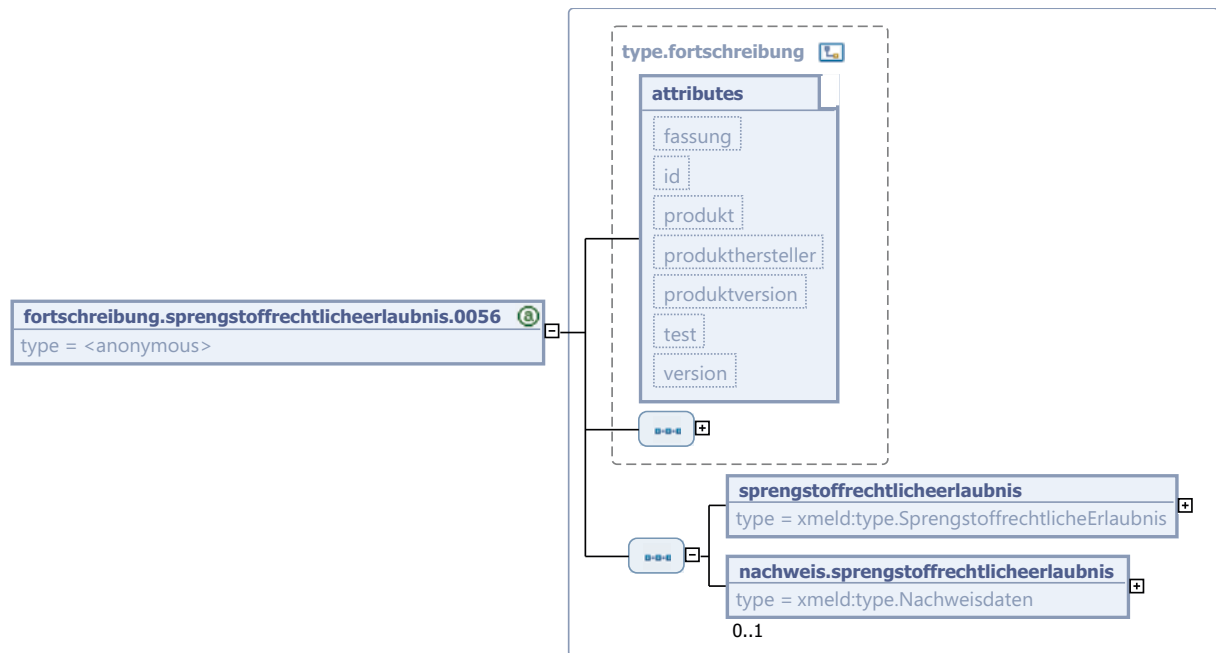 type.fortschreibung
attributes
fassung
id
produkt
produkthersteller
produktversion
test
version
fortschreibung.sprengstoffrechtlicheerlaubnis.0056
type = <anonymous>
sprengstoffrechtlicheerlaubnis
type = xmeld:type.SprengstoffrechtlicheErlaubnis
nachweis.sprengstoffrechtlicheerlaubnis
type = xmeld:type.Nachweisdaten
0..1